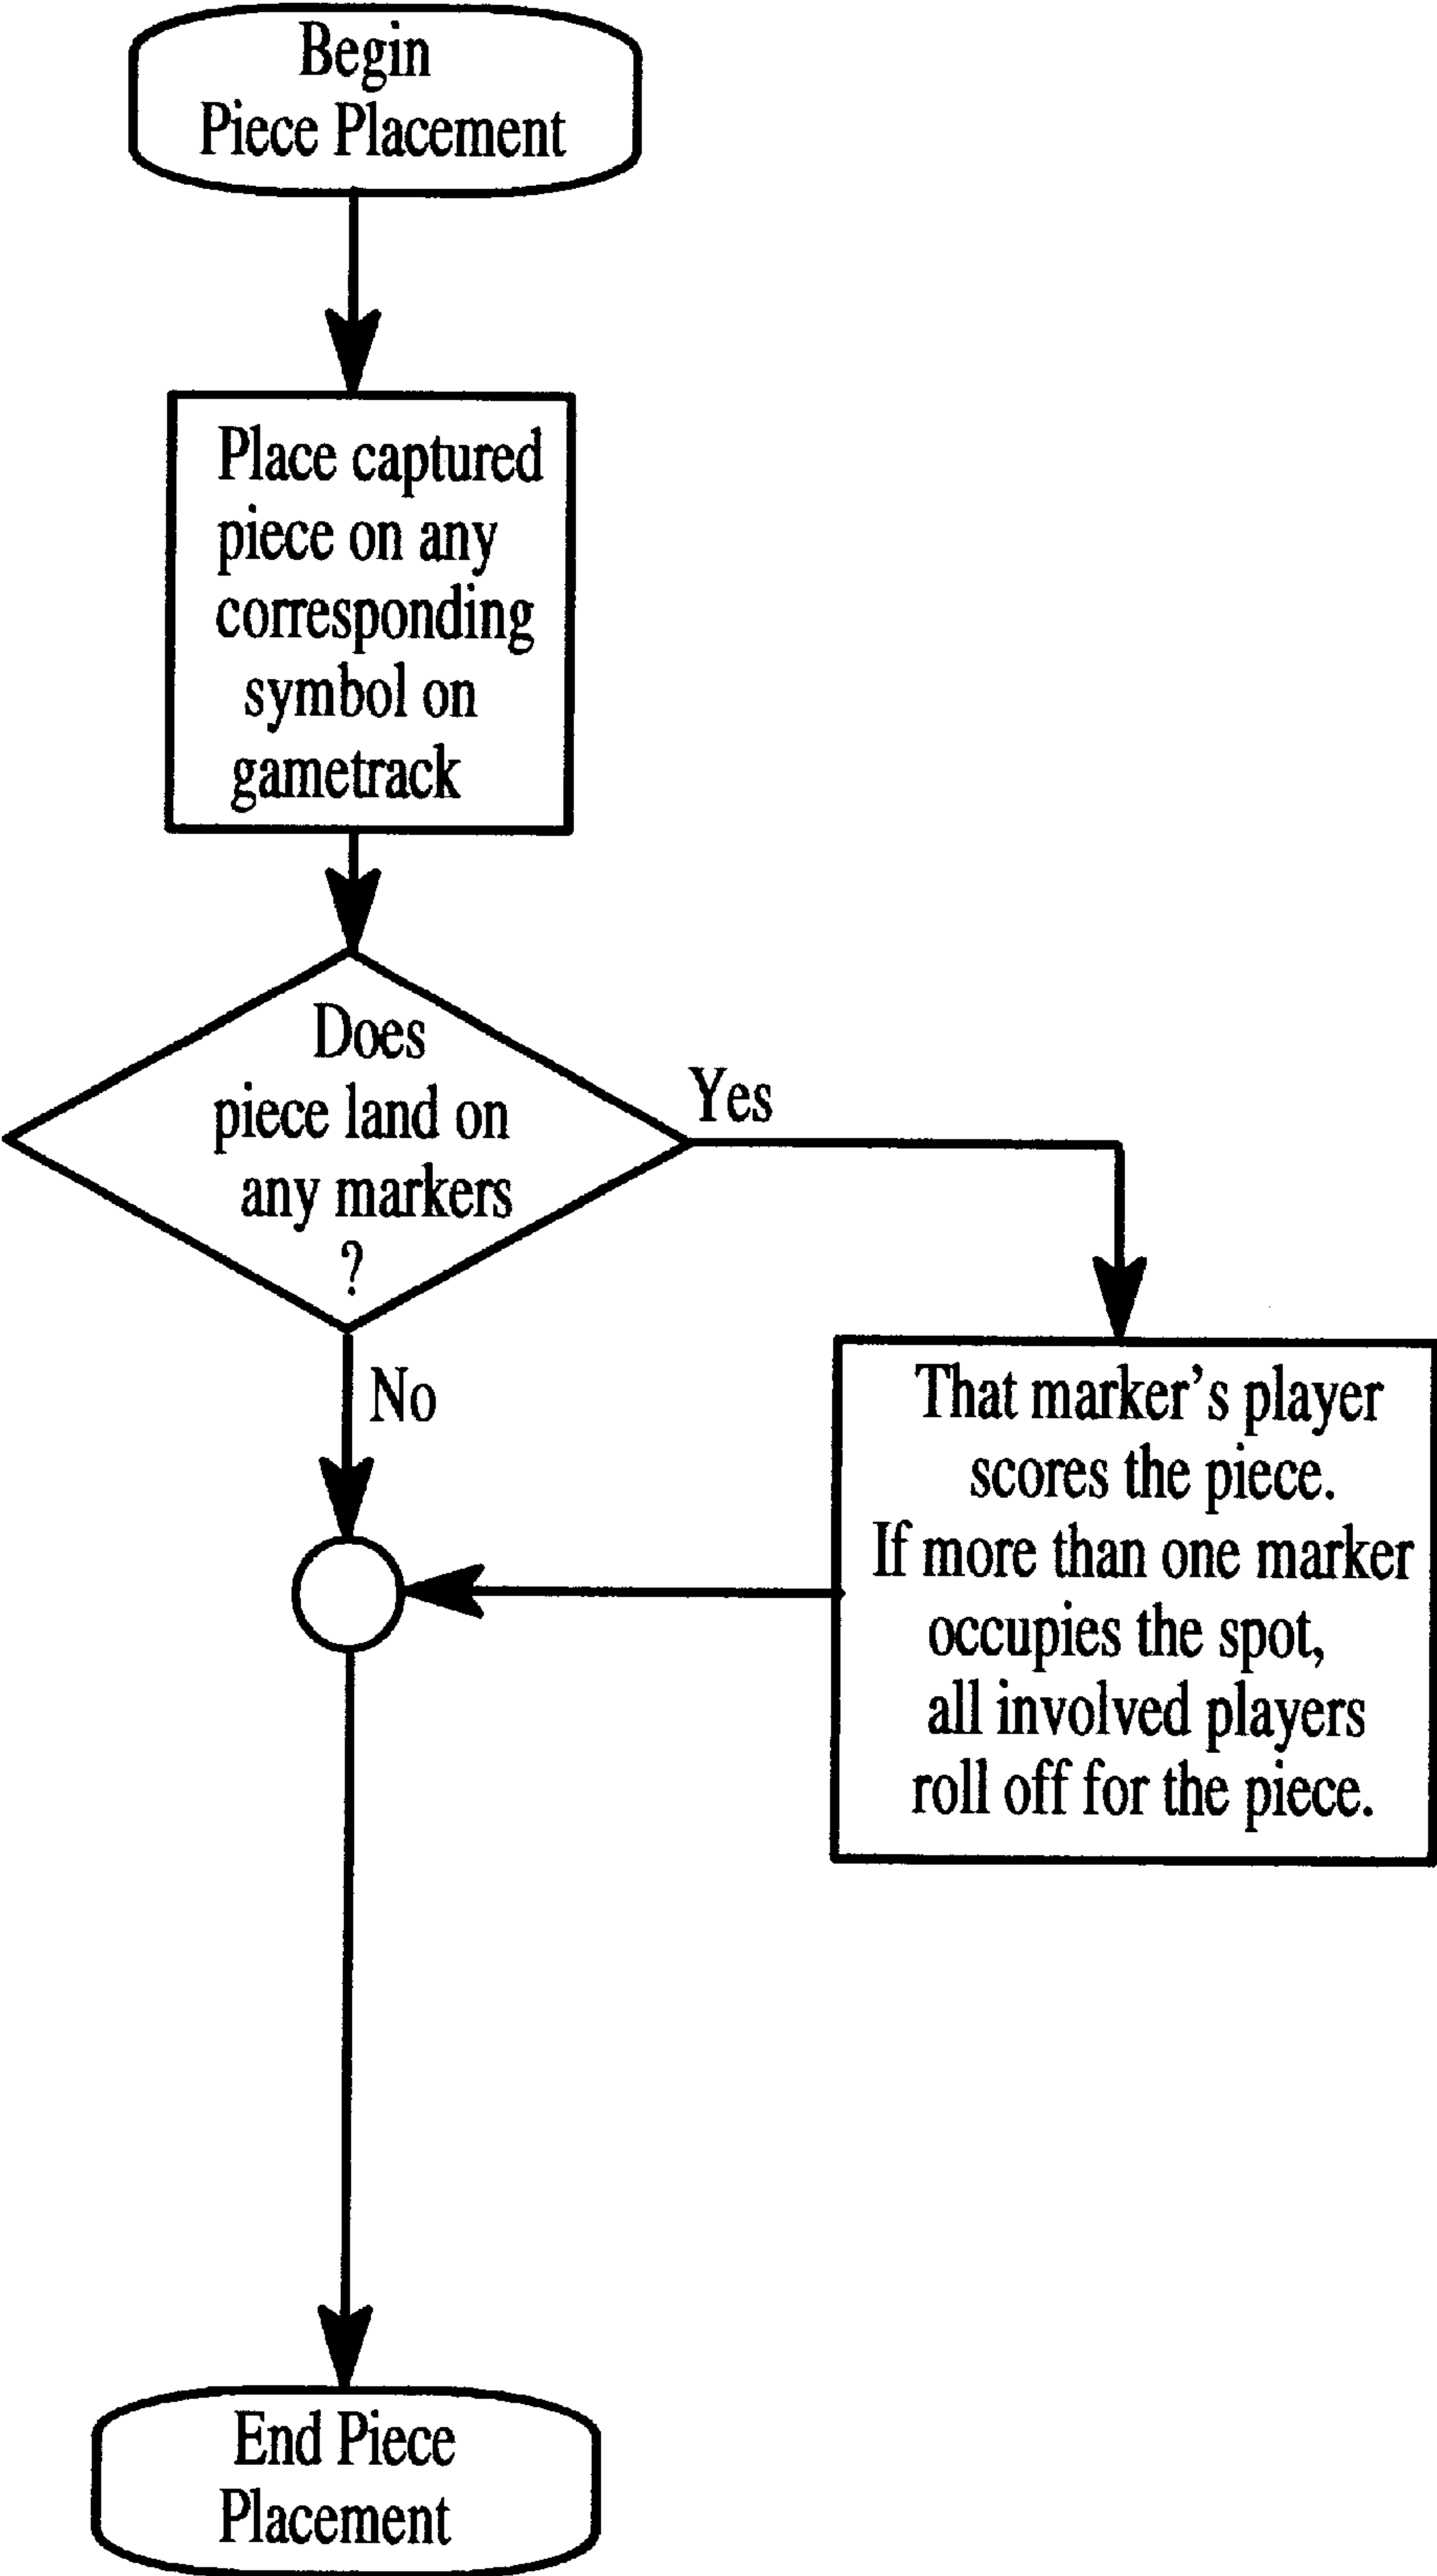 Begin
Piece Placement
Place captured
piece on any
corresponding
symbol on
gametrack
Does
piece land on
any markers
?
Yes
No
That marker’s player
scores the piece.
If more than one marker
occupies the spot,
all involved players
roll off for the piece.
End Piece
Placement